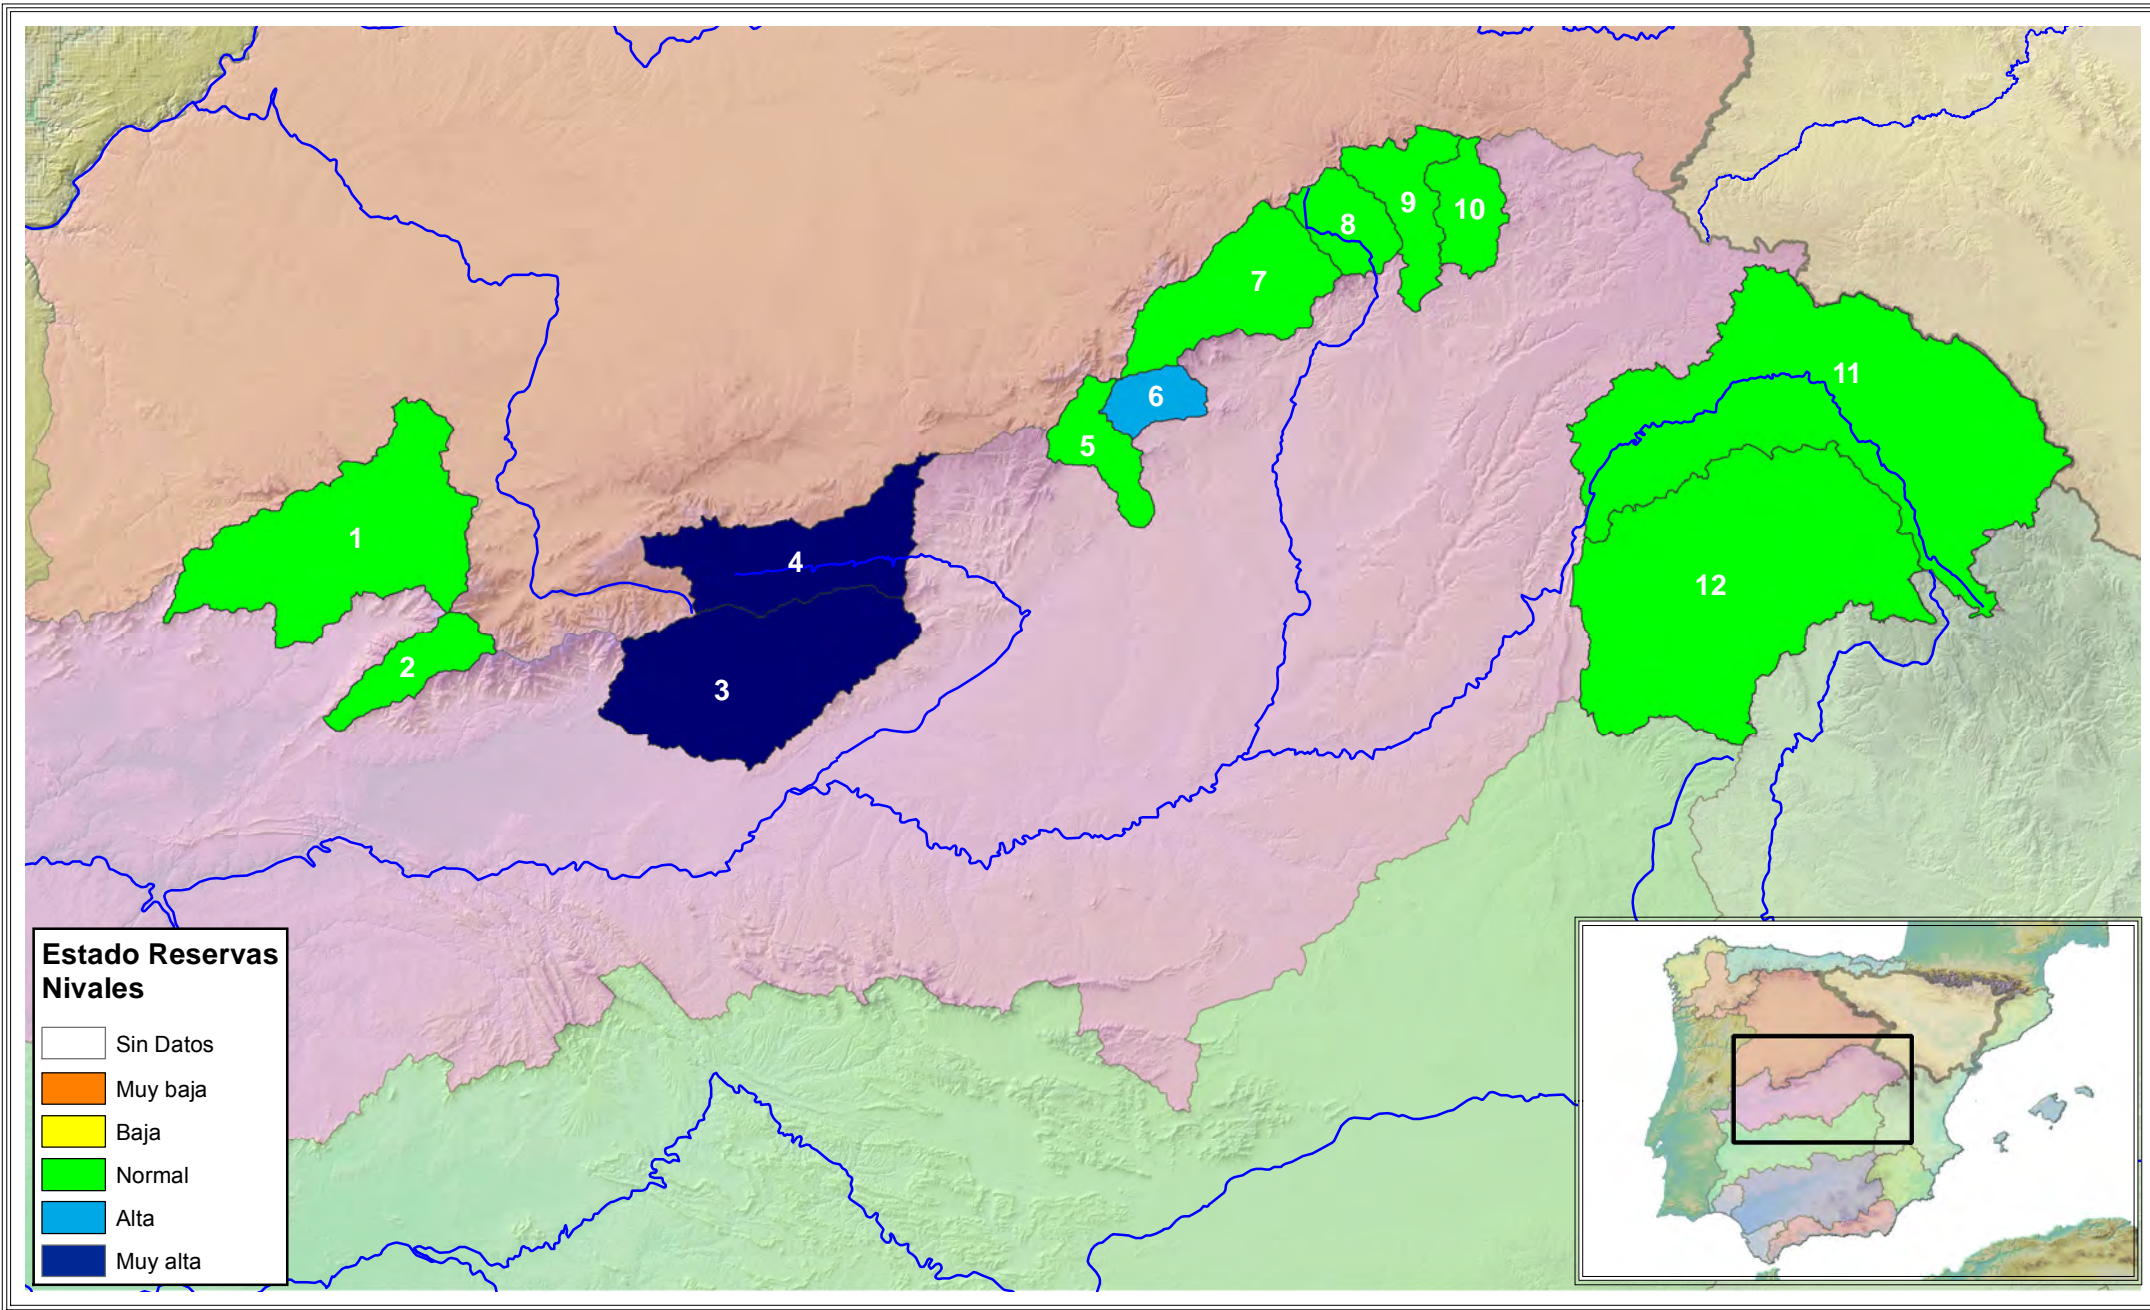 9
10
8
7
11
6
5
1
4
12
2
3
Estado Reservas
Nivales
Sin Datos
Muy baja
Baja
Normal
Alta
Muy alta